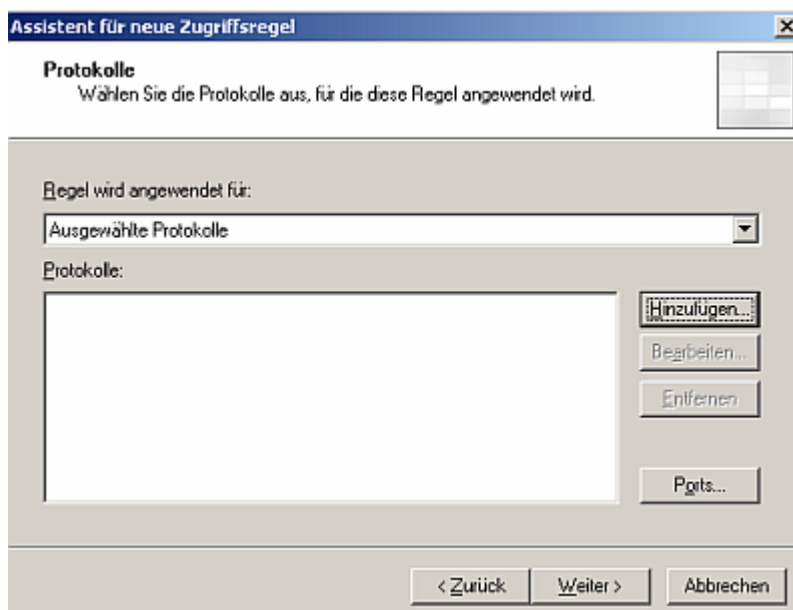 Assistent für neue Zugriffsregel
Protokolle
Wählen Sie die Protokolle aus, für die diese Regel angewendet wird.
Regel wird angewendet für:
Ausgewählte Protokolle
Protokolle:
Hinzufügen...
Bearbeiten...
Entfernen
Ports...
< Zurück
Weiter >
Abbrechen